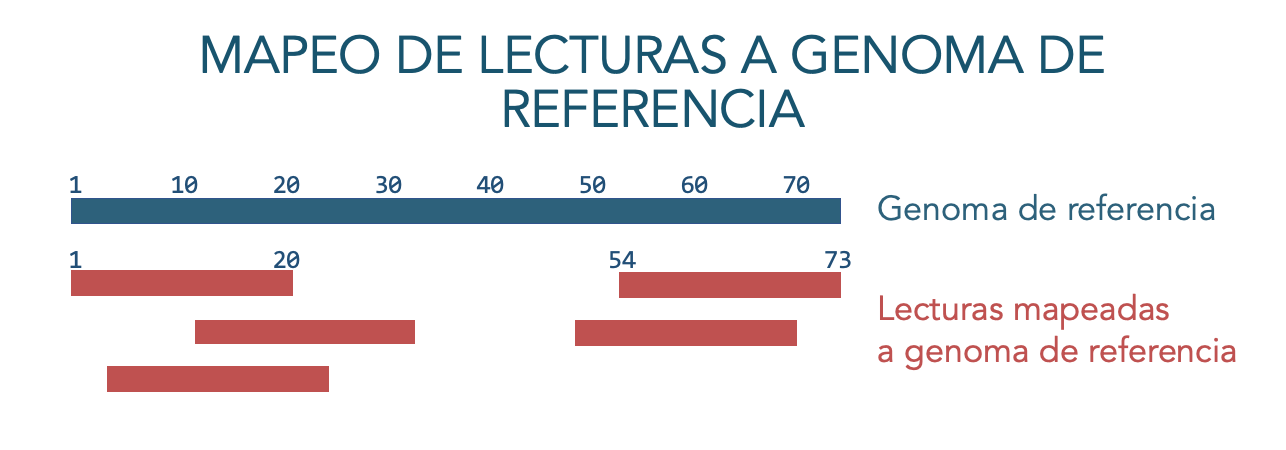 MAPEO DE LECTURAS A GENOMA DE
REFERENCIA
1 10 20 30 40 50 60 70
Genoma de referencia
1 20 54 73
Lecturas mapeadas
a genoma de referencia